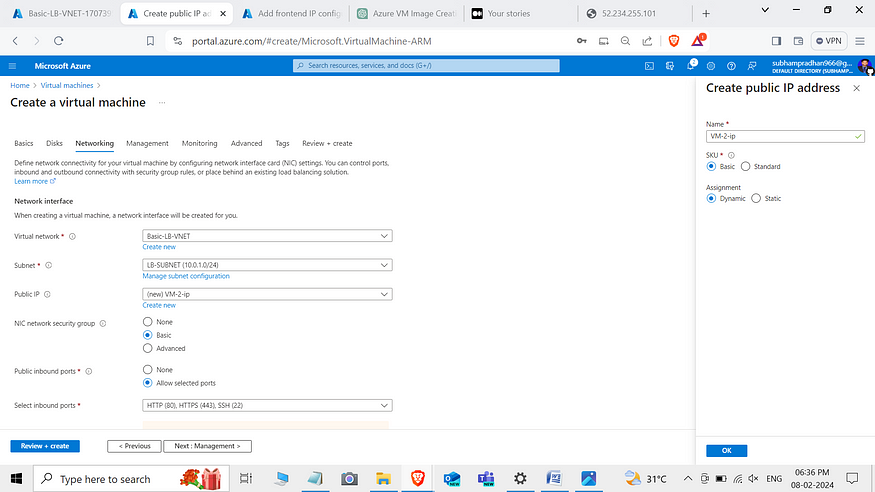 Basic-LB-VNET-170739
Create public IP ad
Add frontend IP config
Azure VM Image Creat
Your stories
52.234.255.101
portal.azure.com/#create/Microsoft.VirtualMachine-ARM
VPN
Microsoft Azure
Search resources, services, and docs (G+/)
2
subhampradhan966@g...
DEFAULT DIRECTORY (SUBHAMP...
Home > Virtual machines >
Create a virtual machine ...
Basics Disks Networking Management Monitoring Advanced Tags Review + create
Define network connectivity for your virtual machine by configuring network interface card (NIC) settings. You can control ports,
inbound and outbound connectivity with security group rules, or place behind an existing load balancing solution.
Learn more
Network interface
When creating a virtual machine, a network interface will be created for you.
Virtual network *
Basic-LB-VNET
Create new
Subnet *
LB-SUBNET (10.0.1.0/24)
Manage subnet configuration
Public IP
(new) VM-2-ip
Create new
NIC network security group
None
Basic
Advanced
Public inbound ports *
None
Allow selected ports
Select inbound ports *
HTTP (80), HTTPS (443), SSH (22)
Review + create
< Previous
Next : Management >
Create public IP address
Name *
VM-2-ip
SKU *
Basic Standard
Assignment
Dynamic Static
OK
Type here to search
31°C
ENG
06:36 PM
08-02-2024